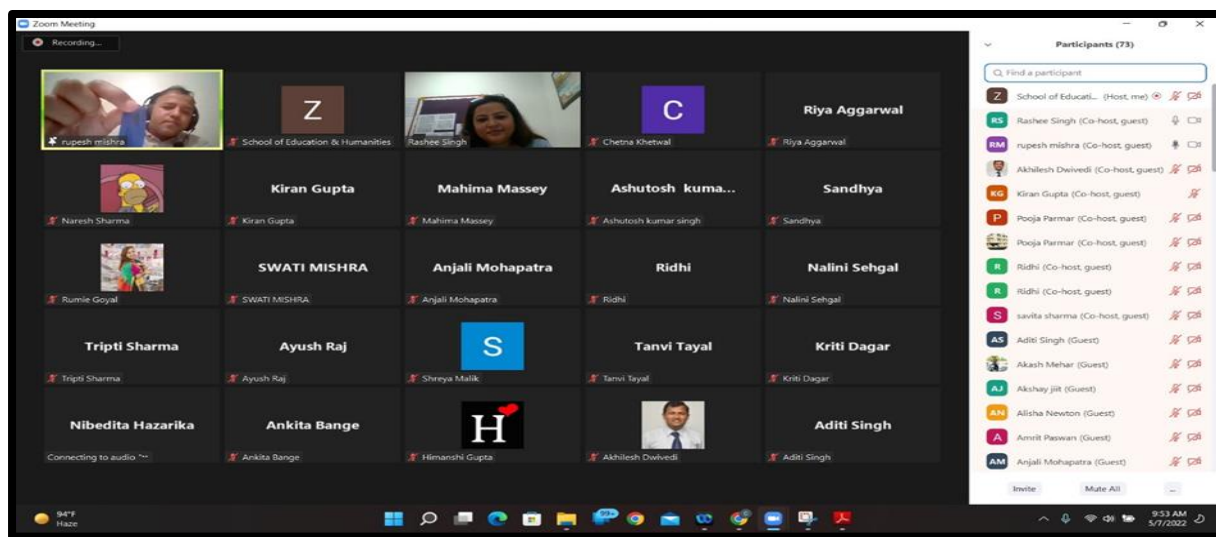 Zoom Meeting
Recording...
rupesh mishra
Z
School of Education & Humanities
Rashee Singh
C
Chetna Khetwal
Riya Aggarwal
Riya Aggarwal
Naresh Sharma
Kiran Gupta
Kiran Gupta
Mahima Massey
Mahima Massey
Ashutosh kuma...
Ashutosh kumar singh
Sandhya
Sandhya
Rumie Goyal
SWATI MISHRA
SWATI MISHRA
Anjali Mohapatra
Anjali Mohapatra
Ridhi
Ridhi
Nalini Sehgal
Nalini Sehgal
Tripti Sharma
Tripti Sharma
Ayush Raj
Ayush Raj
S
Shreya Malik
Tanvi Tayal
Tanvi Tayal
Kriti Dagar
Kriti Dagar
Nibedita Hazarika
Connecting to audio
Ankita Bange
Ankita Bange
H
Himanshi Gupta
Akhilesh Dwivedi
Aditi Singh
Aditi Singh
Participants (73)
Find a participant
Z School of Educati... (Host, me)
RS Rashee Singh (Co-host, guest)
RM rupesh mishra (Co-host, guest)
Akhilesh Dwivedi (Co-host, guest)
KG Kiran Gupta (Co-host, guest)
P Pooja Parmar (Co-host, guest)
Pooja Parmar (Co-host, guest)
R Ridhi (Co-host, guest)
R Ridhi (Co-host, guest)
S savita sharma (Co-host, guest)
AS Aditi Singh (Guest)
Akash Mehar (Guest)
AJ Akshay jiit (Guest)
AN Alisha Newton (Guest)
A Amrit Paswan (Guest)
AM Anjali Mohapatra (Guest)
Invite Mute All ...
94°F
Haze
99+
9:53 AM
5/7/2022